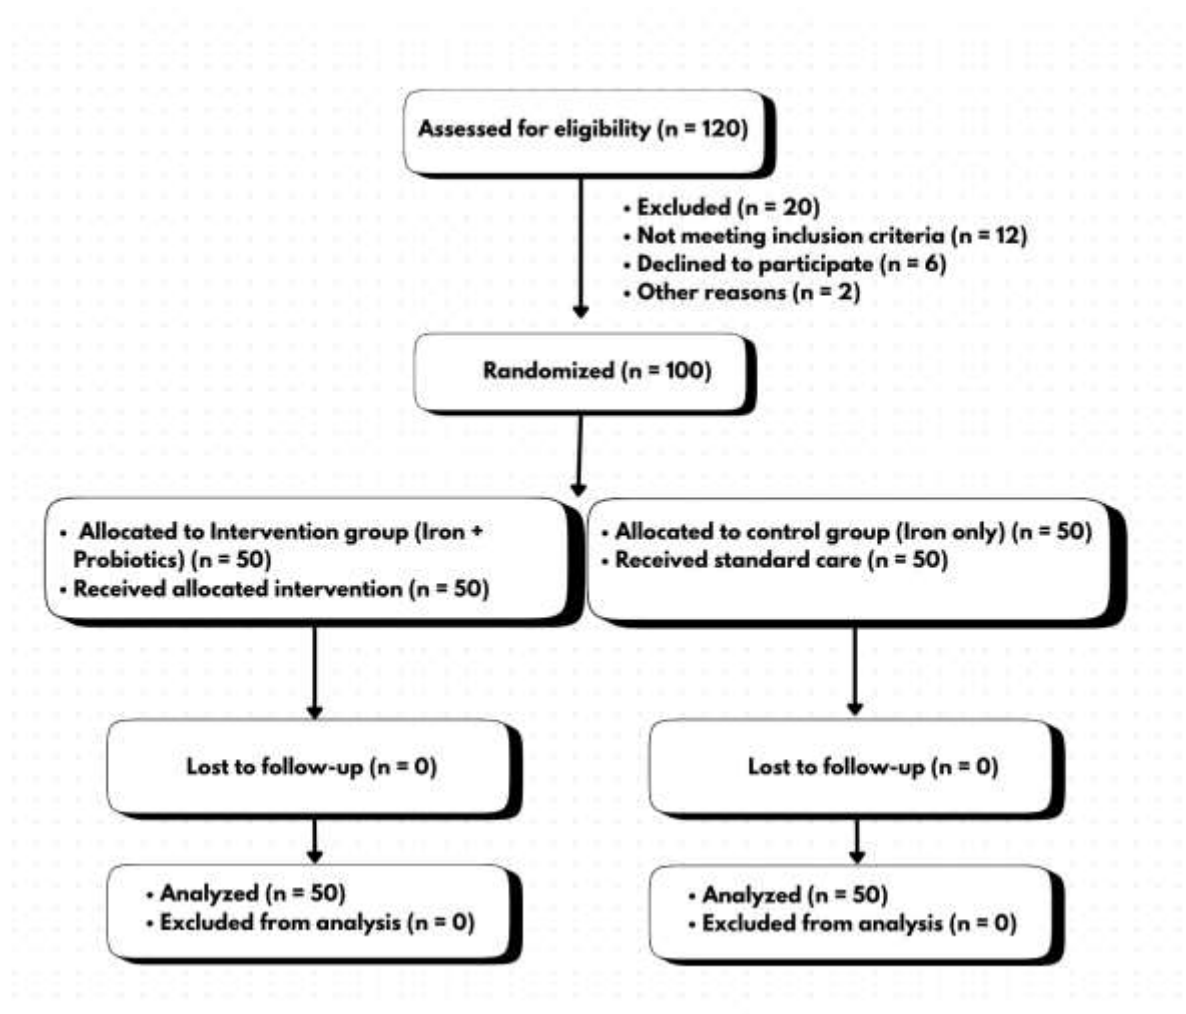 Assessed for eligibility (n = 120)
• Excluded (n = 20)
• Not meeting inclusion criteria (n = 12)
• Declined to participate (n = 6)
• Other reasons (n = 2)
Randomized (n = 100)
• Allocated to Intervention group (Iron +
Probiotics) (n = 50)
• Received allocated intervention (n = 50)
• Allocated to control group (Iron only) (n = 50)
• Received standard care (n = 50)
Lost to follow-up (n = 0)
Lost to follow-up (n = 0)
• Analyzed (n = 50)
• Excluded from analysis (n = 0)
• Analyzed (n = 50)
• Excluded from analysis (n = 0)